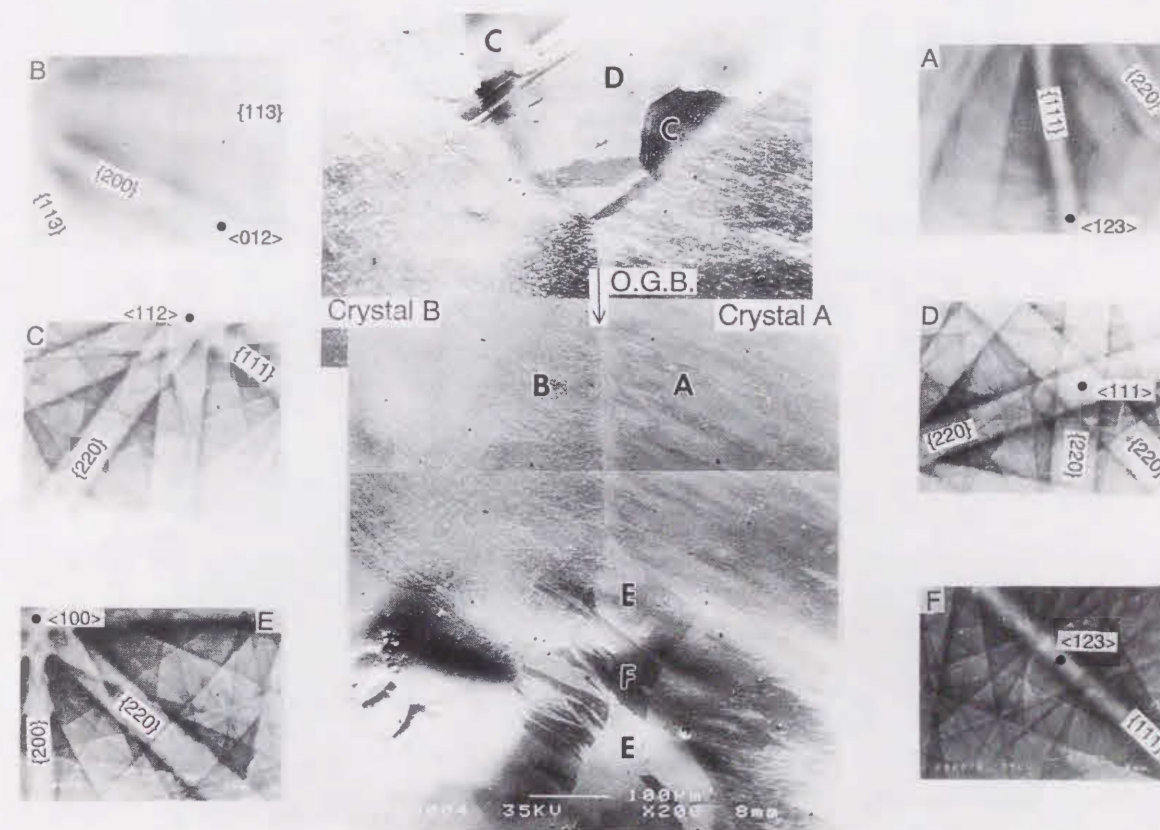 B
{113}
{200}
{113}
<012>
C
D
C
A
{111}
{220}
<123>
O.G.B.
Crystal B
Crystal A
B
A
<112>
C
{111}
{220}
D
<111>
{220}
{220}
{220}
<100>
E
{220}
{200}
E
F
E
100μm
35KV
X200
8mm
F
<123>
{111}